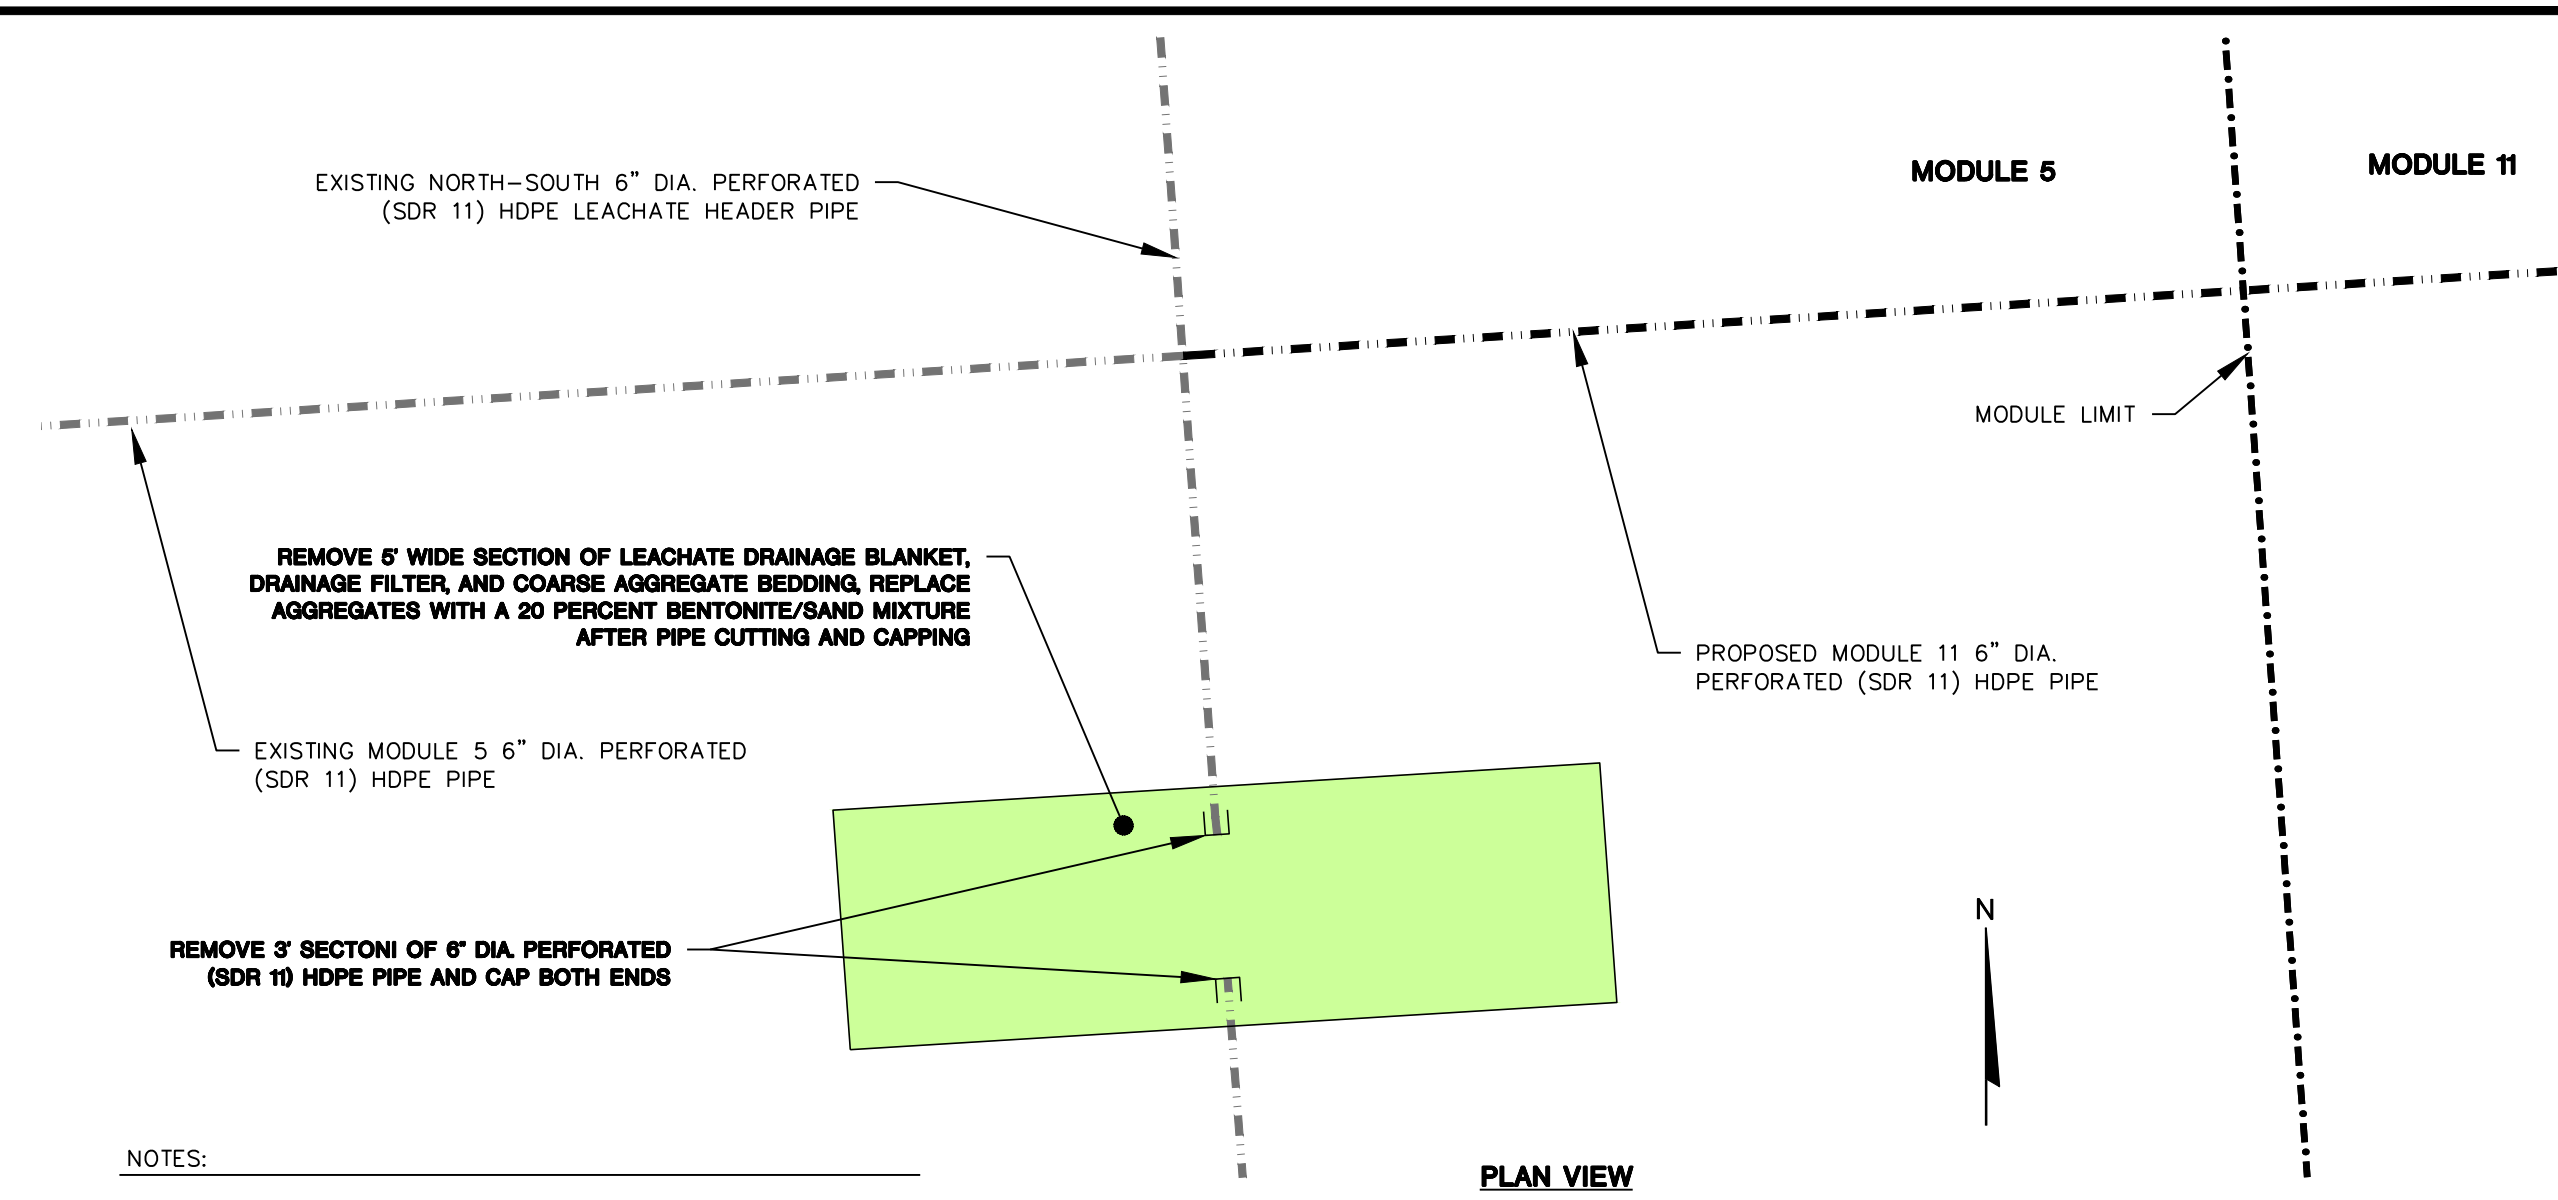 EXISTING NORTH-SOUTH 6" DIA. PERFORATED
(SDR 11) HDPE LEACHATE HEADER PIPE
MODULE 5
MODULE 11
MODULE LIMIT
REMOVE 5' WIDE SECTION OF LEACHATE DRAINAGE BLANKET,
DRAINAGE FILTER, AND COARSE AGGREGATE BEDDING, REPLACE
AGGREGATES WITH A 20 PERCENT BENTONITE/SAND MIXTURE
AFTER PIPE CUTTING AND CAPPING
PROPOSED MODULE 11 6" DIA.
PERFORATED (SDR 11) HDPE PIPE
EXISTING MODULE 5 6" DIA. PERFORATED
(SDR 11) HDPE PIPE
REMOVE 3' SECTONI OF 6" DIA. PERFORATED
(SDR 11) HDPE PIPE AND CAP BOTH ENDS
N
NOTES:
PLAN VIEW